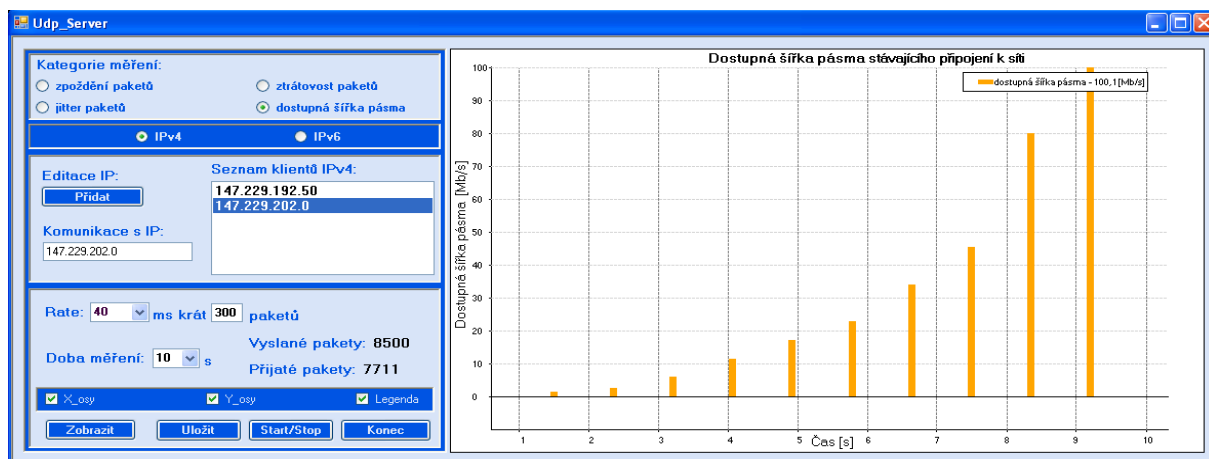 Udp_Server
Kategorie měření:
zpoždění paketů
ztrátovost paketů
jitter paketů
dostupná šířka pásma
IPv4
IPv6
Editace IP:
Přidat
Komunikace s IP:
147.229.202.0
Seznam klientů IPv4:
147.229.192.50
147.229.202.0
Rate: 40 ms krát 300 paketů
Vyslané pakety: 8500
Doba měření: 10 s
Přijaté pakety: 7711
X_osy
Y_osy
Legenda
Zobrazit
Uložit
Start/Stop
Konec
Dostupná šířka pásma stávajícího připojení k síti
dostupná šířka pásma - 100,1[Mb/s]
Dostupná šířka pásma [Mb/s]
100
90
80
70
60
50
40
30
20
10
0
1 2 3 4 5 6 7 8 9 10
Čas [s]